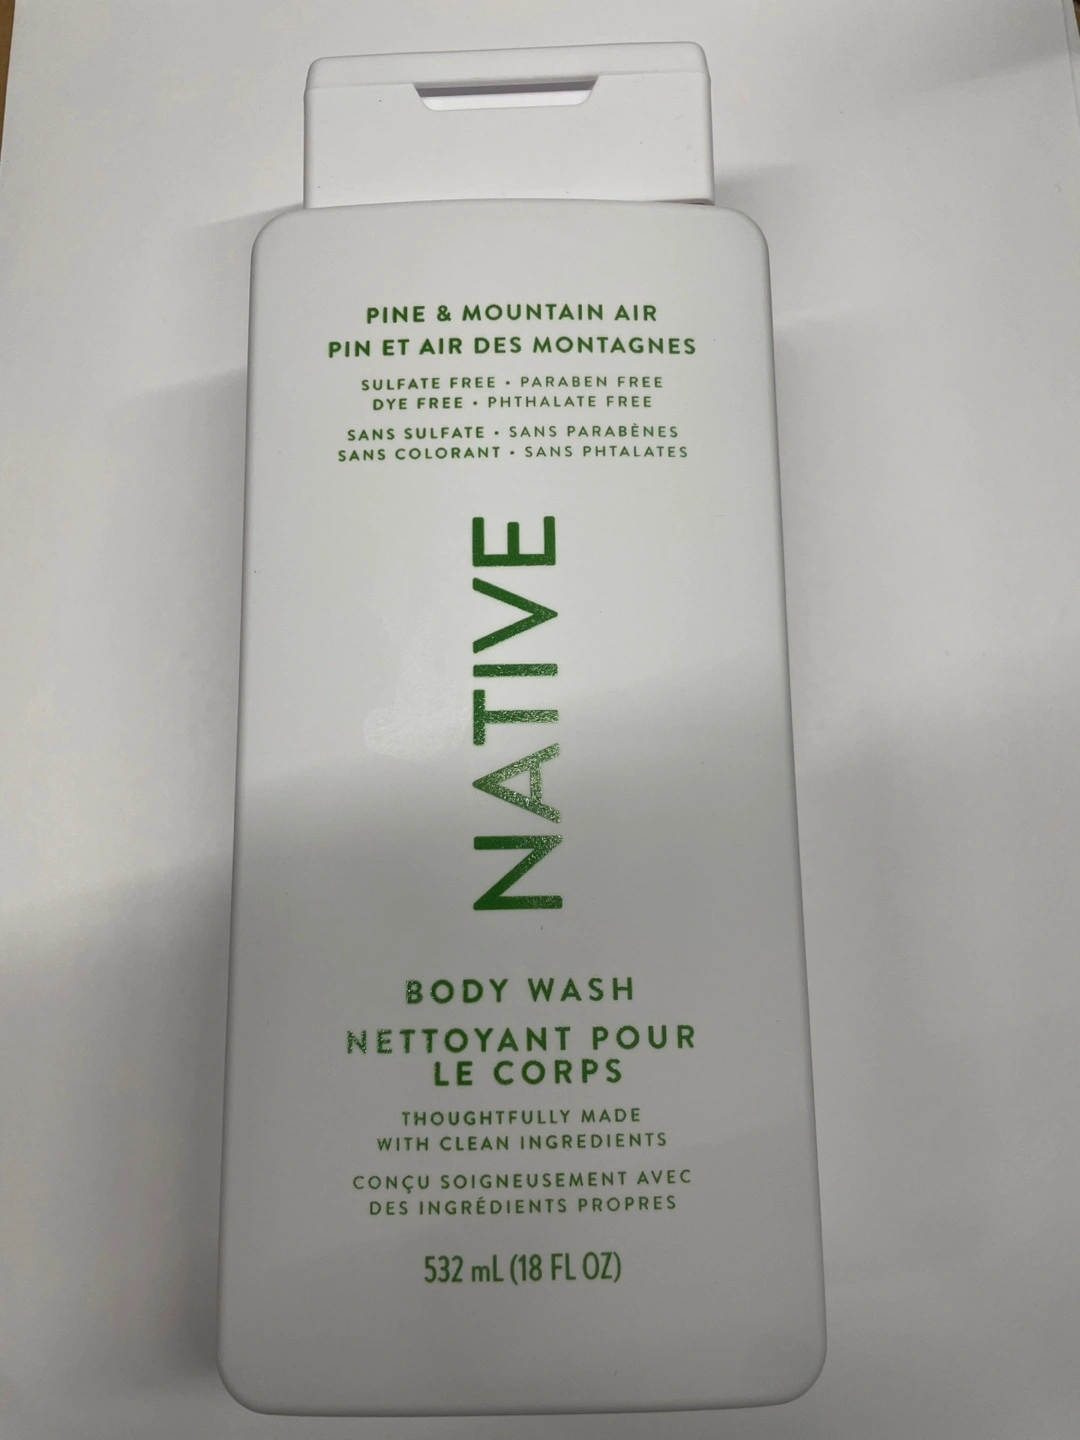 PINE & MOUNTAIN AIR
PIN ET AIR DES MONTAGNES
SULFATE FREE • PARABEN FREE
DYE FREE • PHTHALATE FREE
SANS SULFATE • SANS PARABÈNES
SANS COLORANT • SANS PHTALATES
NATIVE
BODY WASH
NETTOYANT POUR
LE CORPS
THOUGHTFULLY MADE
WITH CLEAN INGREDIENTS
CONÇU SOIGNEUSEMENT AVEC
DES INGRÉDIENTS PROPRES
532 mL (18 FL OZ)